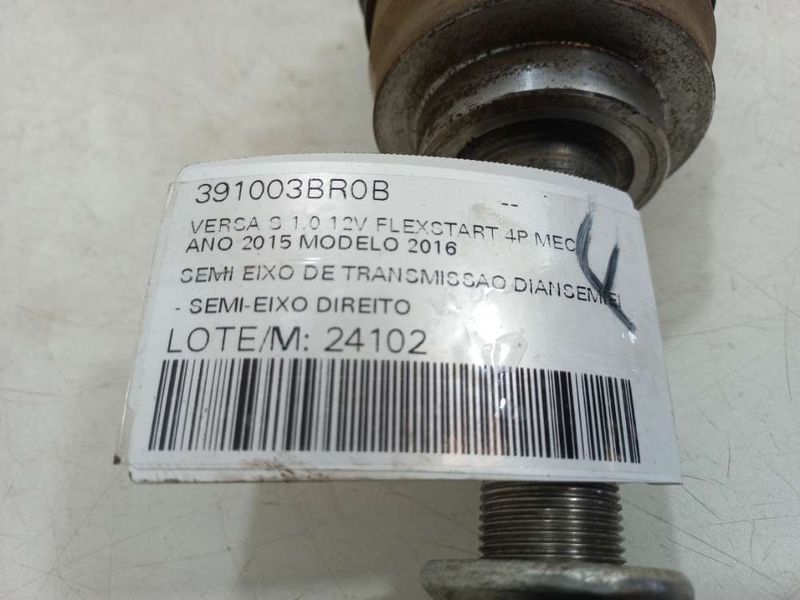 391003BR0B --
VERSA S 1.0 12V FLEXSTART 4P MEC
ANO 2015 MODELO 2016
SEMI EIXO DE TRANSMISSAO DIANSEMIEI
- SEMI-EIXO DIREITO
LOTE/M: 24102